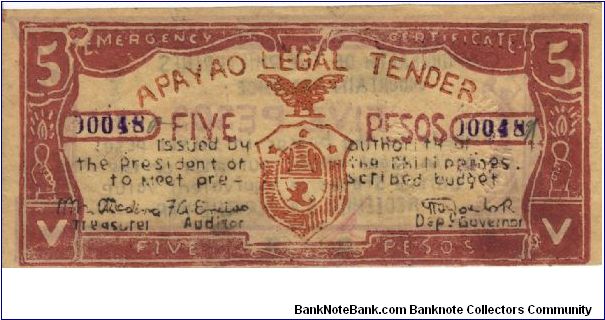 EMERGENCY CERTIFICATE
5 5
APAYAO LEGAL TENDER
00048 FIVE PESOS 00048
issued by authority of
the President of the Philippines.
to meet pre- scribed budget
Treasurer Auditor Dep. Governor
V FIVE PESOS V
BankNoteBank.com Banknote Collectors Community